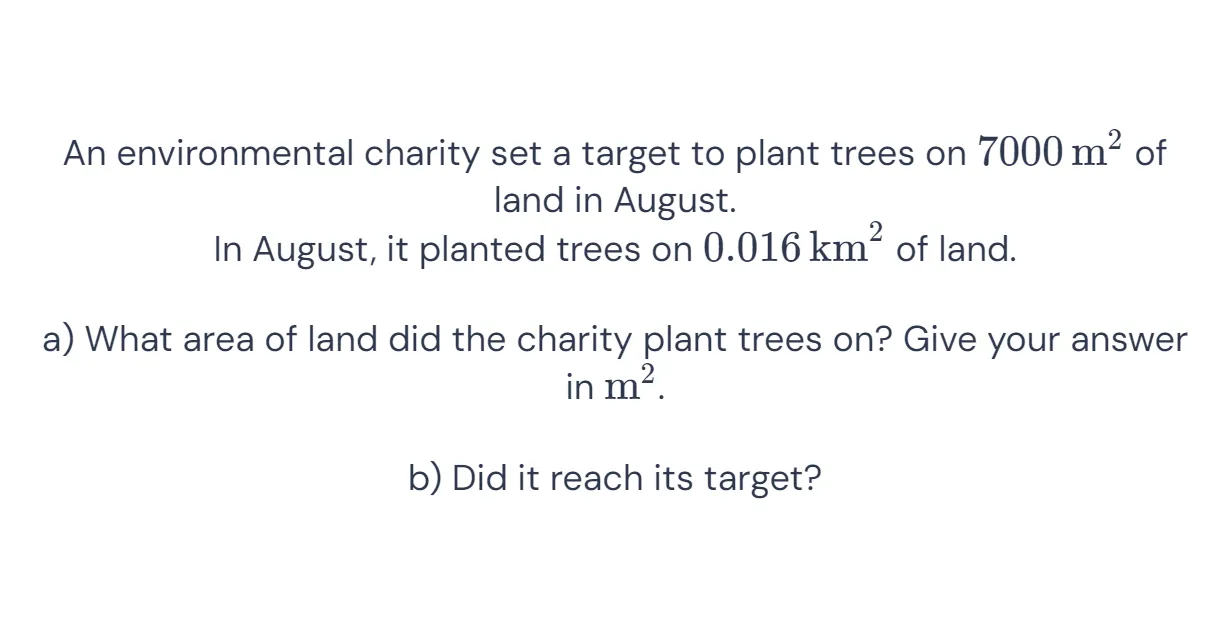 An environmental charity set a target to plant trees on 7000 m² of
land in August.
In August, it planted trees on 0.016 km² of land.
a) What area of land did the charity plant trees on? Give your answer
in m².
b) Did it reach its target?